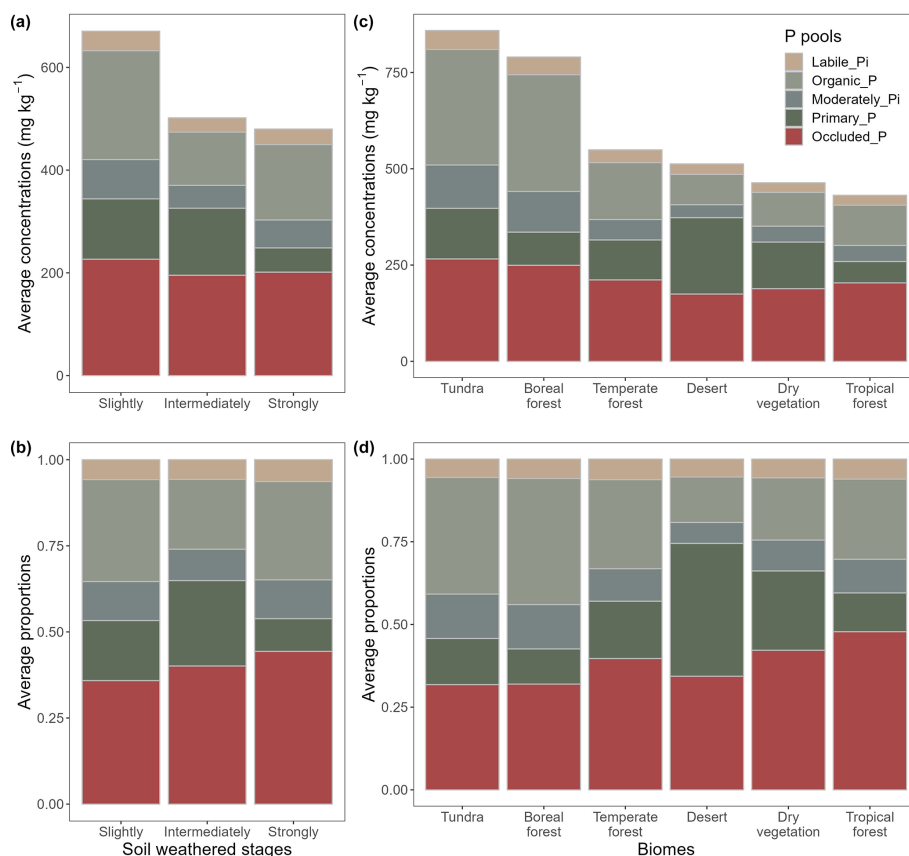 (a)
Average concentrations (mg kg⁻¹)
600
400
200
0
Slightly
Intermediately
Strongly
(c)
Average concentrations (mg kg⁻¹)
750
500
250
0
P pools
Labile_Pi
Organic_P
Moderately_Pi
Primary_P
Occluded_P
Tundra
Boreal
forest
Temperate
forest
Desert
Dry
vegetation
Tropical
forest
(b)
Average proportions
1.00
0.75
0.50
0.25
0.00
Slightly
Intermediately
Strongly
Soil weathered stages
(d)
Average proportions
1.00
0.75
0.50
0.25
0.00
Tundra
Boreal
forest
Temperate
forest
Desert
Dry
vegetation
Tropical
forest
Biomes